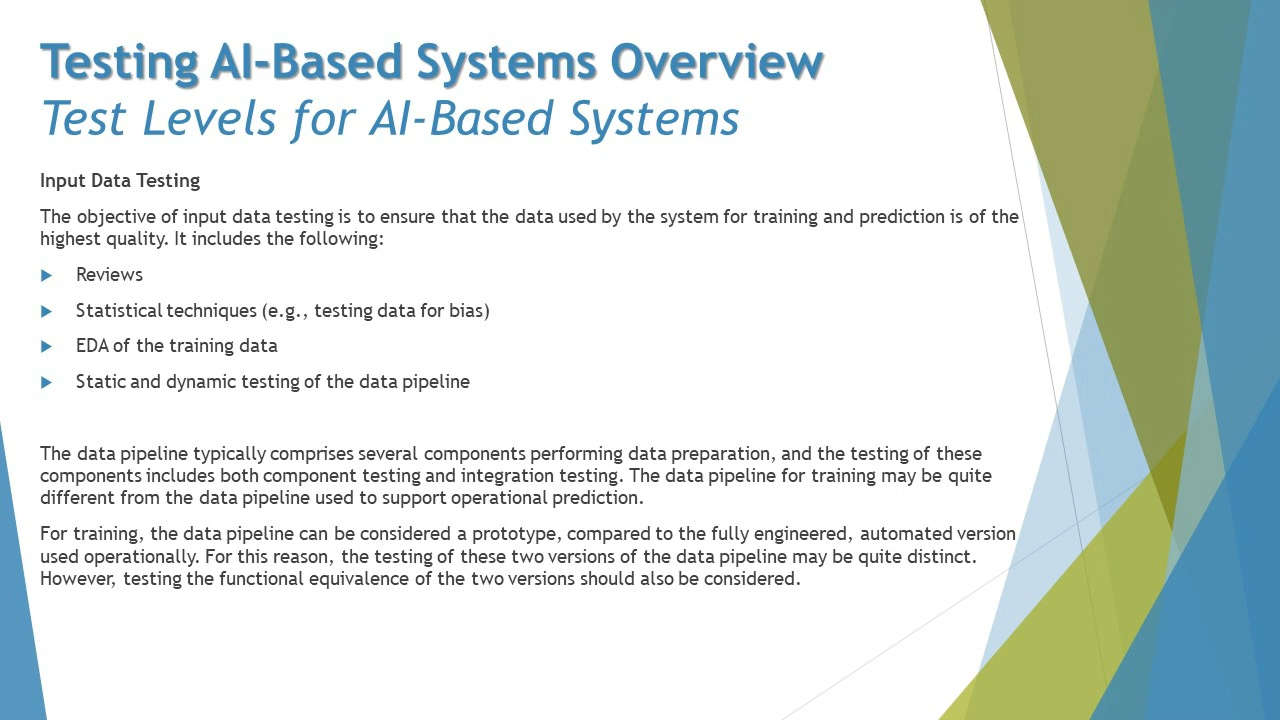 Testing AI-Based Systems Overview
Test Levels for AI-Based Systems
Input Data Testing
The objective of input data testing is to ensure that the data used by the system for training and prediction is of the
highest quality. It includes the following:
Reviews
Statistical techniques (e.g., testing data for bias)
EDA of the training data
Static and dynamic testing of the data pipeline
The data pipeline typically comprises several components performing data preparation, and the testing of these
components includes both component testing and integration testing. The data pipeline for training may be quite
different from the data pipeline used to support operational prediction.
For training, the data pipeline can be considered a prototype, compared to the fully engineered, automated version
used operationally. For this reason, the testing of these two versions of the data pipeline may be quite distinct.
However, testing the functional equivalence of the two versions should also be considered.